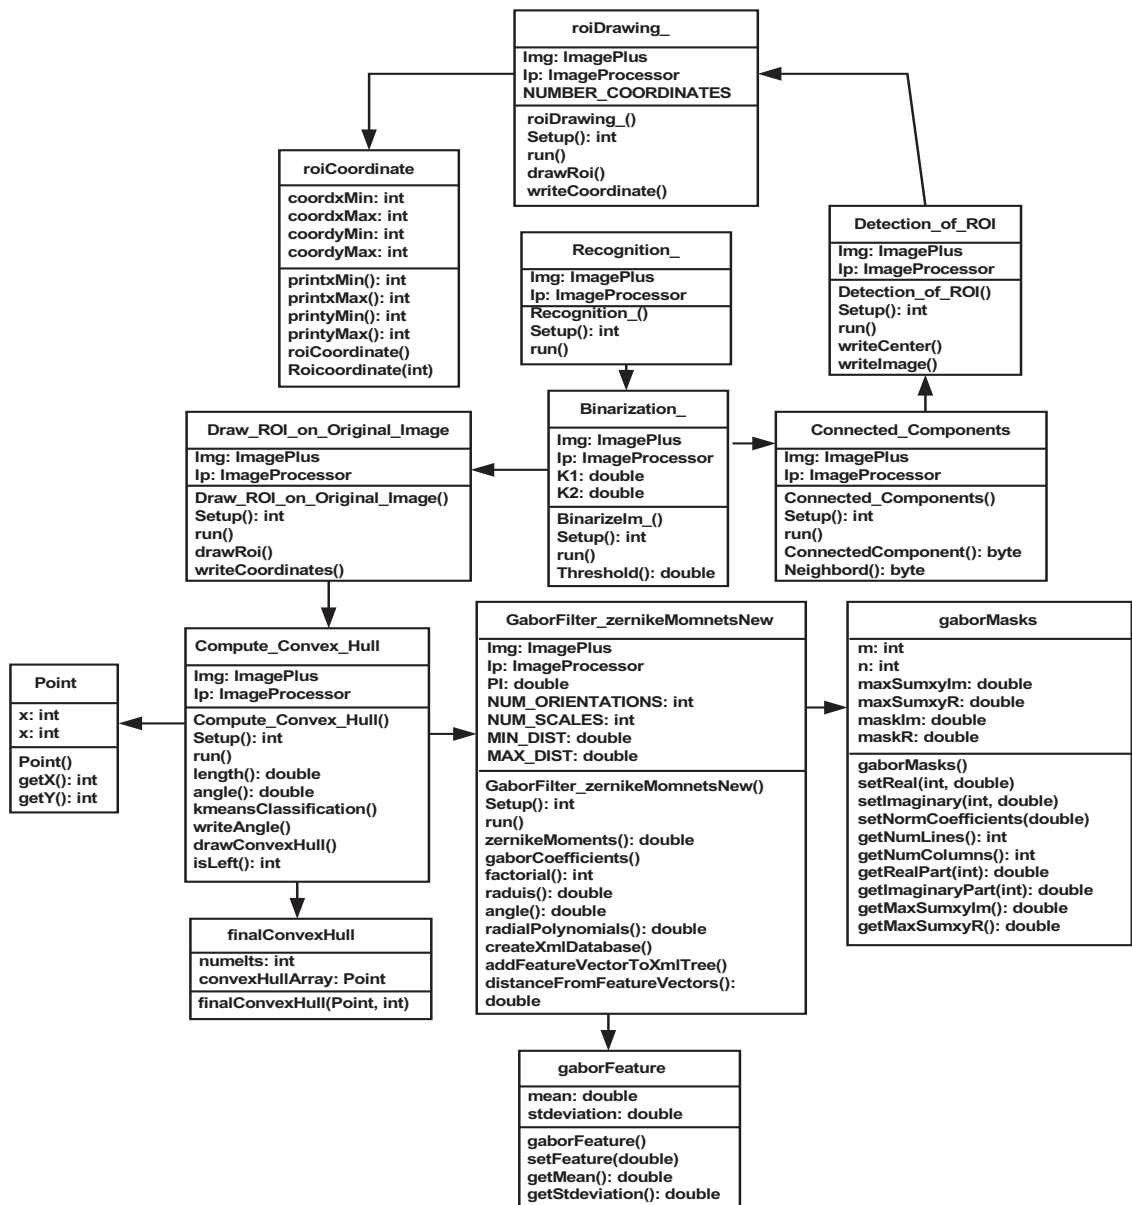 roiDrawing_
Img: ImagePlus
Ip: ImageProcessor
NUMBER_COORDINATES
roiDrawing_()
Setup(): int
run()
drawRoi()
writeCoordinate()
roiCoordinate
coordxMin: int
coordxMax: int
coordyMin: int
coordyMax: int
printxMin(): int
printxMax(): int
printyMin(): int
printyMax(): int
roiCoordinate()
Roicoordinate(int)
Recognition_
Img: ImagePlus
Ip: ImageProcessor
Recognition_()
Setup(): int
run()
Detection_of_ROI
Img: ImagePlus
Ip: ImageProcessor
Detection_of_ROI()
Setup(): int
run()
writeCenter()
writeImage()
Draw_ROI_on_Original_Image
Img: ImagePlus
Ip: ImageProcessor
Draw_ROI_on_Original_Image()
Setup(): int
run()
drawRoi()
writeCoordinates()
Binarization_
Img: ImagePlus
Ip: ImageProcessor
K1: double
K2: double
BinarizeIm_()
Setup(): int
run()
Threshold(): double
Connected_Components
Img: ImagePlus
Ip: ImageProcessor
Connected_Components()
Setup(): int
run()
ConnectedComponent(): byte
Neighbord(): byte
Point
x: int
x: int
Point()
getX(): int
getY(): int
Compute_Convex_Hull
Img: ImagePlus
Ip: ImageProcessor
Compute_Convex_Hull()
Setup(): int
run()
length(): double
angle(): double
kmeansClassification()
writeAngle()
drawConvexHull()
isLeft(): int
GaborFilter_zernikeMomnetsNew
Img: ImagePlus
Ip: ImageProcessor
PI: double
NUM_ORIENTATIONS: int
NUM_SCALES: int
MIN_DIST: double
MAX_DIST: double
GaborFilter_zernikeMomnetsNew()
Setup(): int
run()
zernikeMoments(): double
gaborCoefficients()
factorial(): int
raduis(): double
angle(): double
radialPolynomials(): double
createXmlDatabase()
addFeatureVectorToXmlTree()
distanceFromFeatureVectors():
double
gaborMasks
m: int
n: int
maxSumxyIm: double
maxSumxyR: double
maskIm: double
maskR: double
gaborMasks()
setReal(int, double)
setImaginary(int, double)
setNormCoefficients(double)
getNumLines(): int
getNumColumns(): int
getRealPart(int): double
getImaginaryPart(int): double
getMaxSumxyIm(): double
getMaxSumxyR(): double
finalConvexHull
numelts: int
convexHullArray: Point
finalConvexHull(Point, int)
gaborFeature
mean: double
stdeviation: double
gaborFeature()
setFeature(double)
getMean(): double
getStdeviation(): double